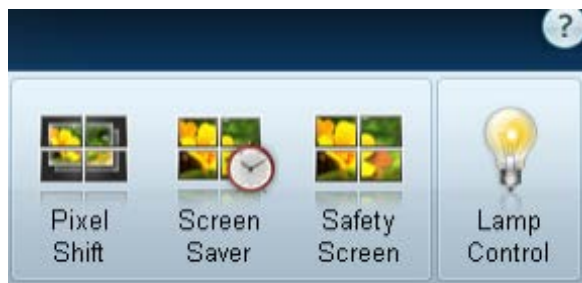 ?
Pixel
Shift
Screen
Saver
Safety
Screen
Lamp
Control